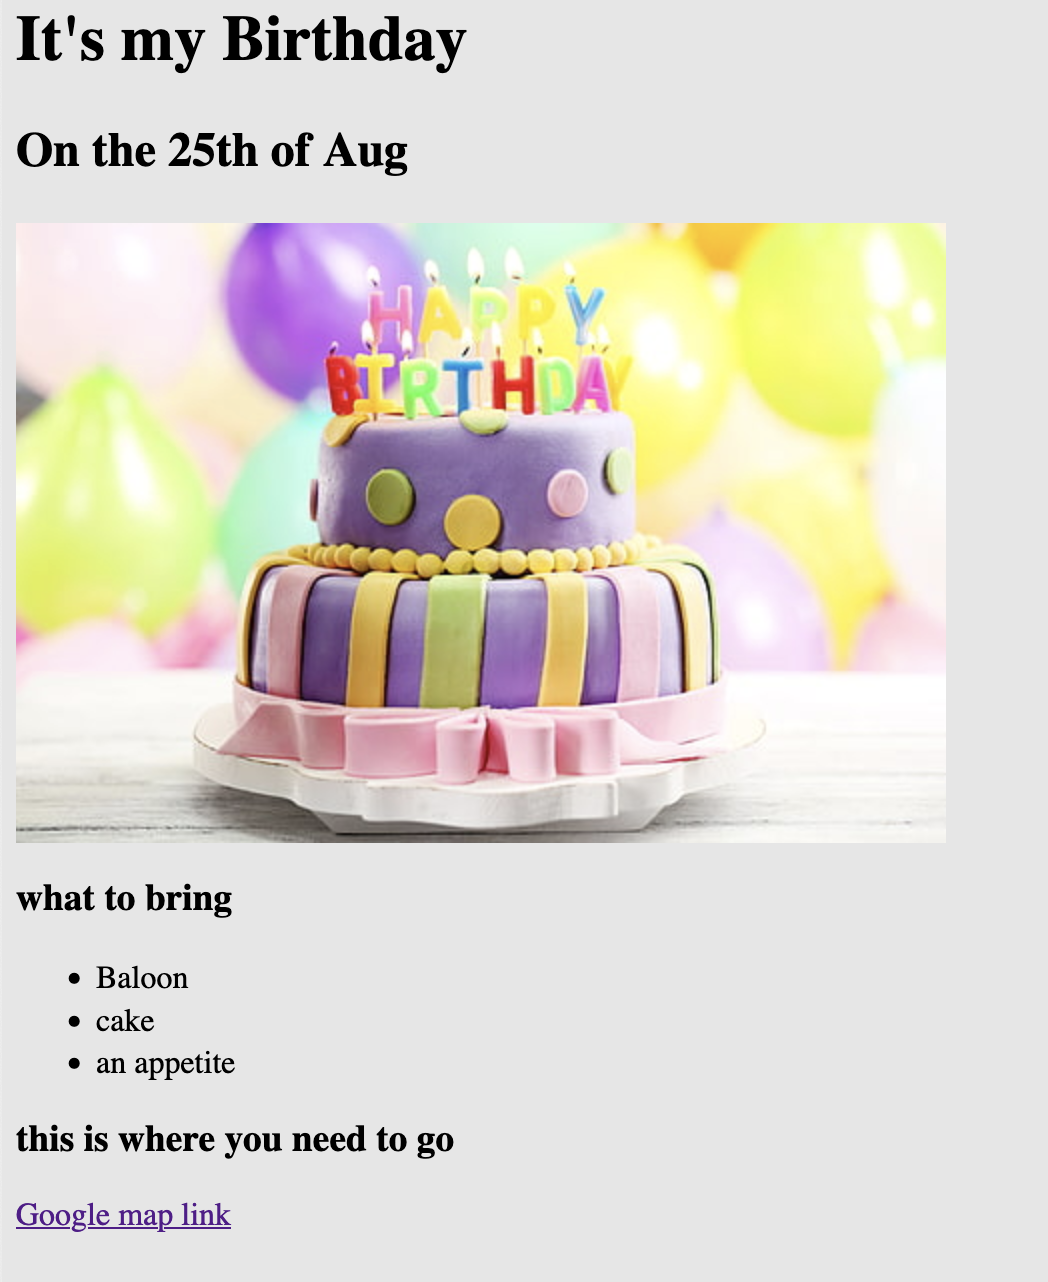 It's my Birthday
On the 25th of Aug
HAPPY
BIRTHDAY
what to bring
Baloon
cake
an appetite
this is where you need to go
Google map link